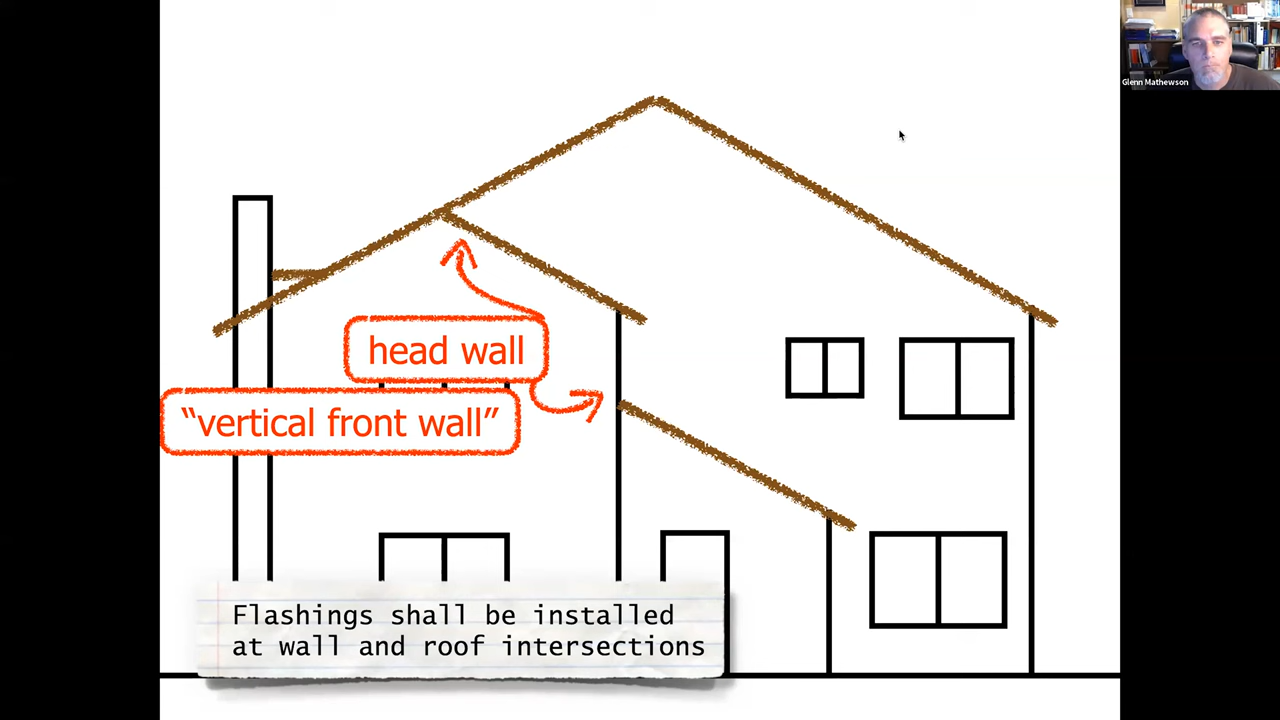 Glenn Mathewson
head wall
“vertical front wall”
Flashings shall be installed
at wall and roof intersections